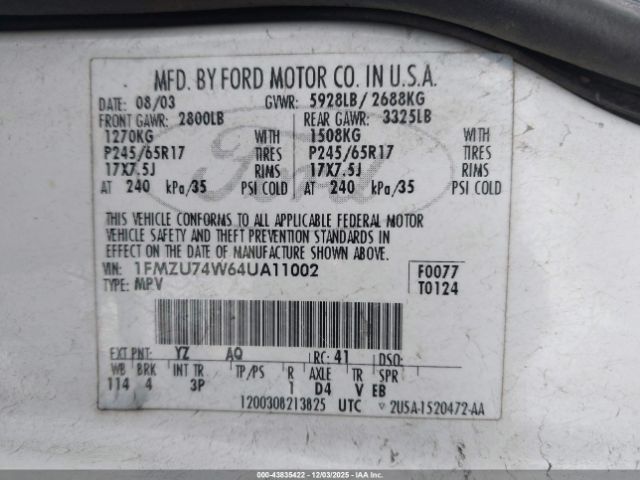 MFD. BY FORD MOTOR CO. IN U.S.A.
DATE: 08/03 GVWR: 5928LB/2688KG
FRONT GAWR: 2800LB REAR GAWR: 3325LB
1270KG WITH 1508KG WITH
P245/65R17 TIRES P245/65R17 TIRES
17X7.5J RIMS 17X7.5J RIMS
AT 240 kPa/35 PSI COLD AT 240 kPa/35 PSI COLD
THIS VEHICLE CONFORMS TO ALL APPLICABLE FEDERAL MOTOR
VEHICLE SAFETY AND THEFT PREVENTION STANDARDS IN
EFFECT ON THE DATE OF MANUFACTURE SHOWN ABOVE.
VIN: 1FMZU74W64UA11002 F0077
TYPE: MPV T0124
EXT PNT: YZ AQ RC: 41 DSO:
WB BRK INT TR TP/PS R AXLE TR SPR
114 4 3P 1 D4 V EB
1200308213825 UTC 2U5A-1520472-AA
Ford
000-43835422 - 12/03/2025 - IAAI.COM